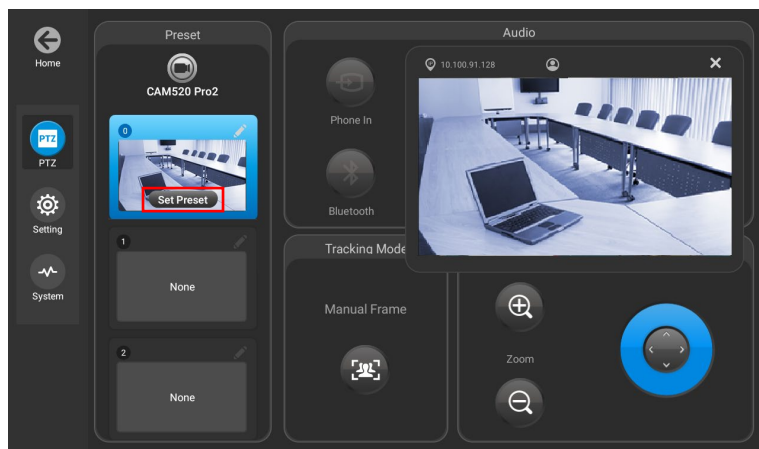 Home
PTZ
PTZ
Setting
System
Preset
CAM520 Pro2
0
Set Preset
1
None
2
None
Audio
Phone In
Bluetooth
IP 10.100.91.128
Tracking Mode
Manual Frame
Zoom